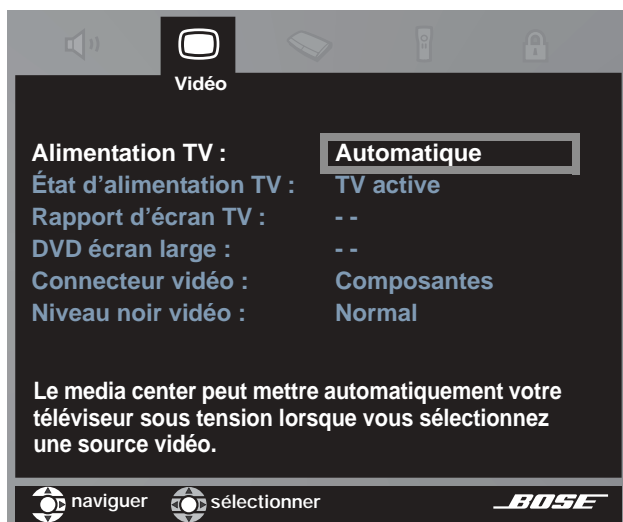 Vidéo
Alimentation TV : Automatique
État d’alimentation TV : TV active
Rapport d’écran TV : - -
DVD écran large : - -
Connecteur vidéo : Composantes
Niveau noir vidéo : Normal
Le media center peut mettre automatiquement votre
téléviseur sous tension lorsque vous sélectionnez
une source vidéo.
naviguer sélectionner BOSE